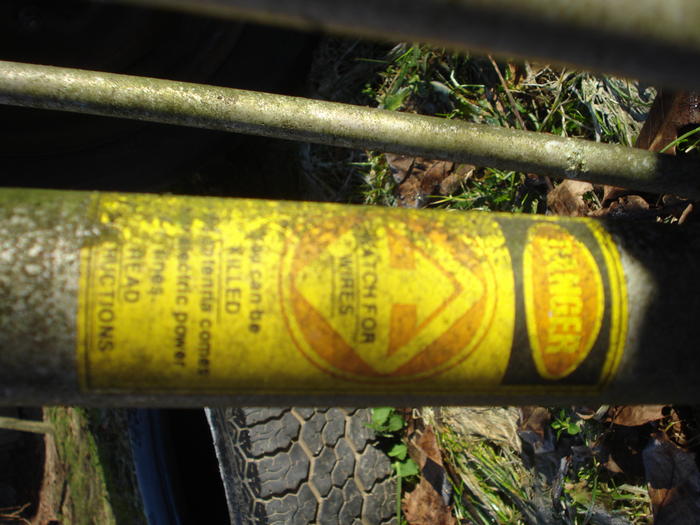 DANGER
WATCH FOR
WIRES
You can be
KILLED
antenna comes
electric power
lines.
READ
INSTRUCTIONS